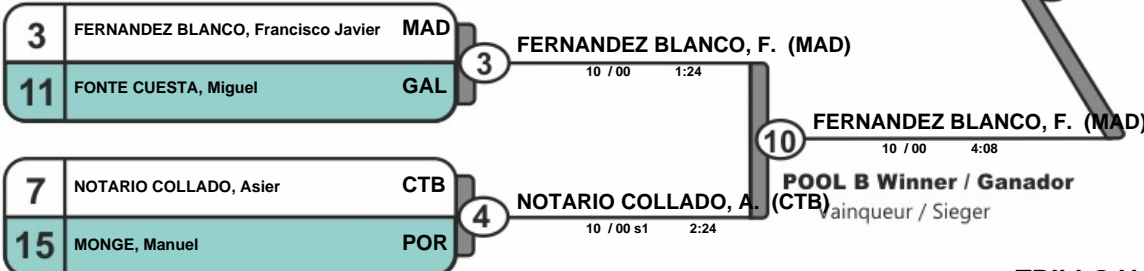 3 FERNANDEZ BLANCO, Francisco Javier MAD
11 FONTE CUESTA, Miguel GAL
3
FERNANDEZ BLANCO, F. (MAD)
10 / 00 1:24
7 NOTARIO COLLADO, Asier CTB
15 MONGE, Manuel POR
4
NOTARIO COLLADO, A. (CTB)
10 / 00 s1 2:24
10
FERNANDEZ BLANCO, F. (MAD)
10 / 00 4:08
POOL B Winner / Ganador
Vainqueur / Sieger